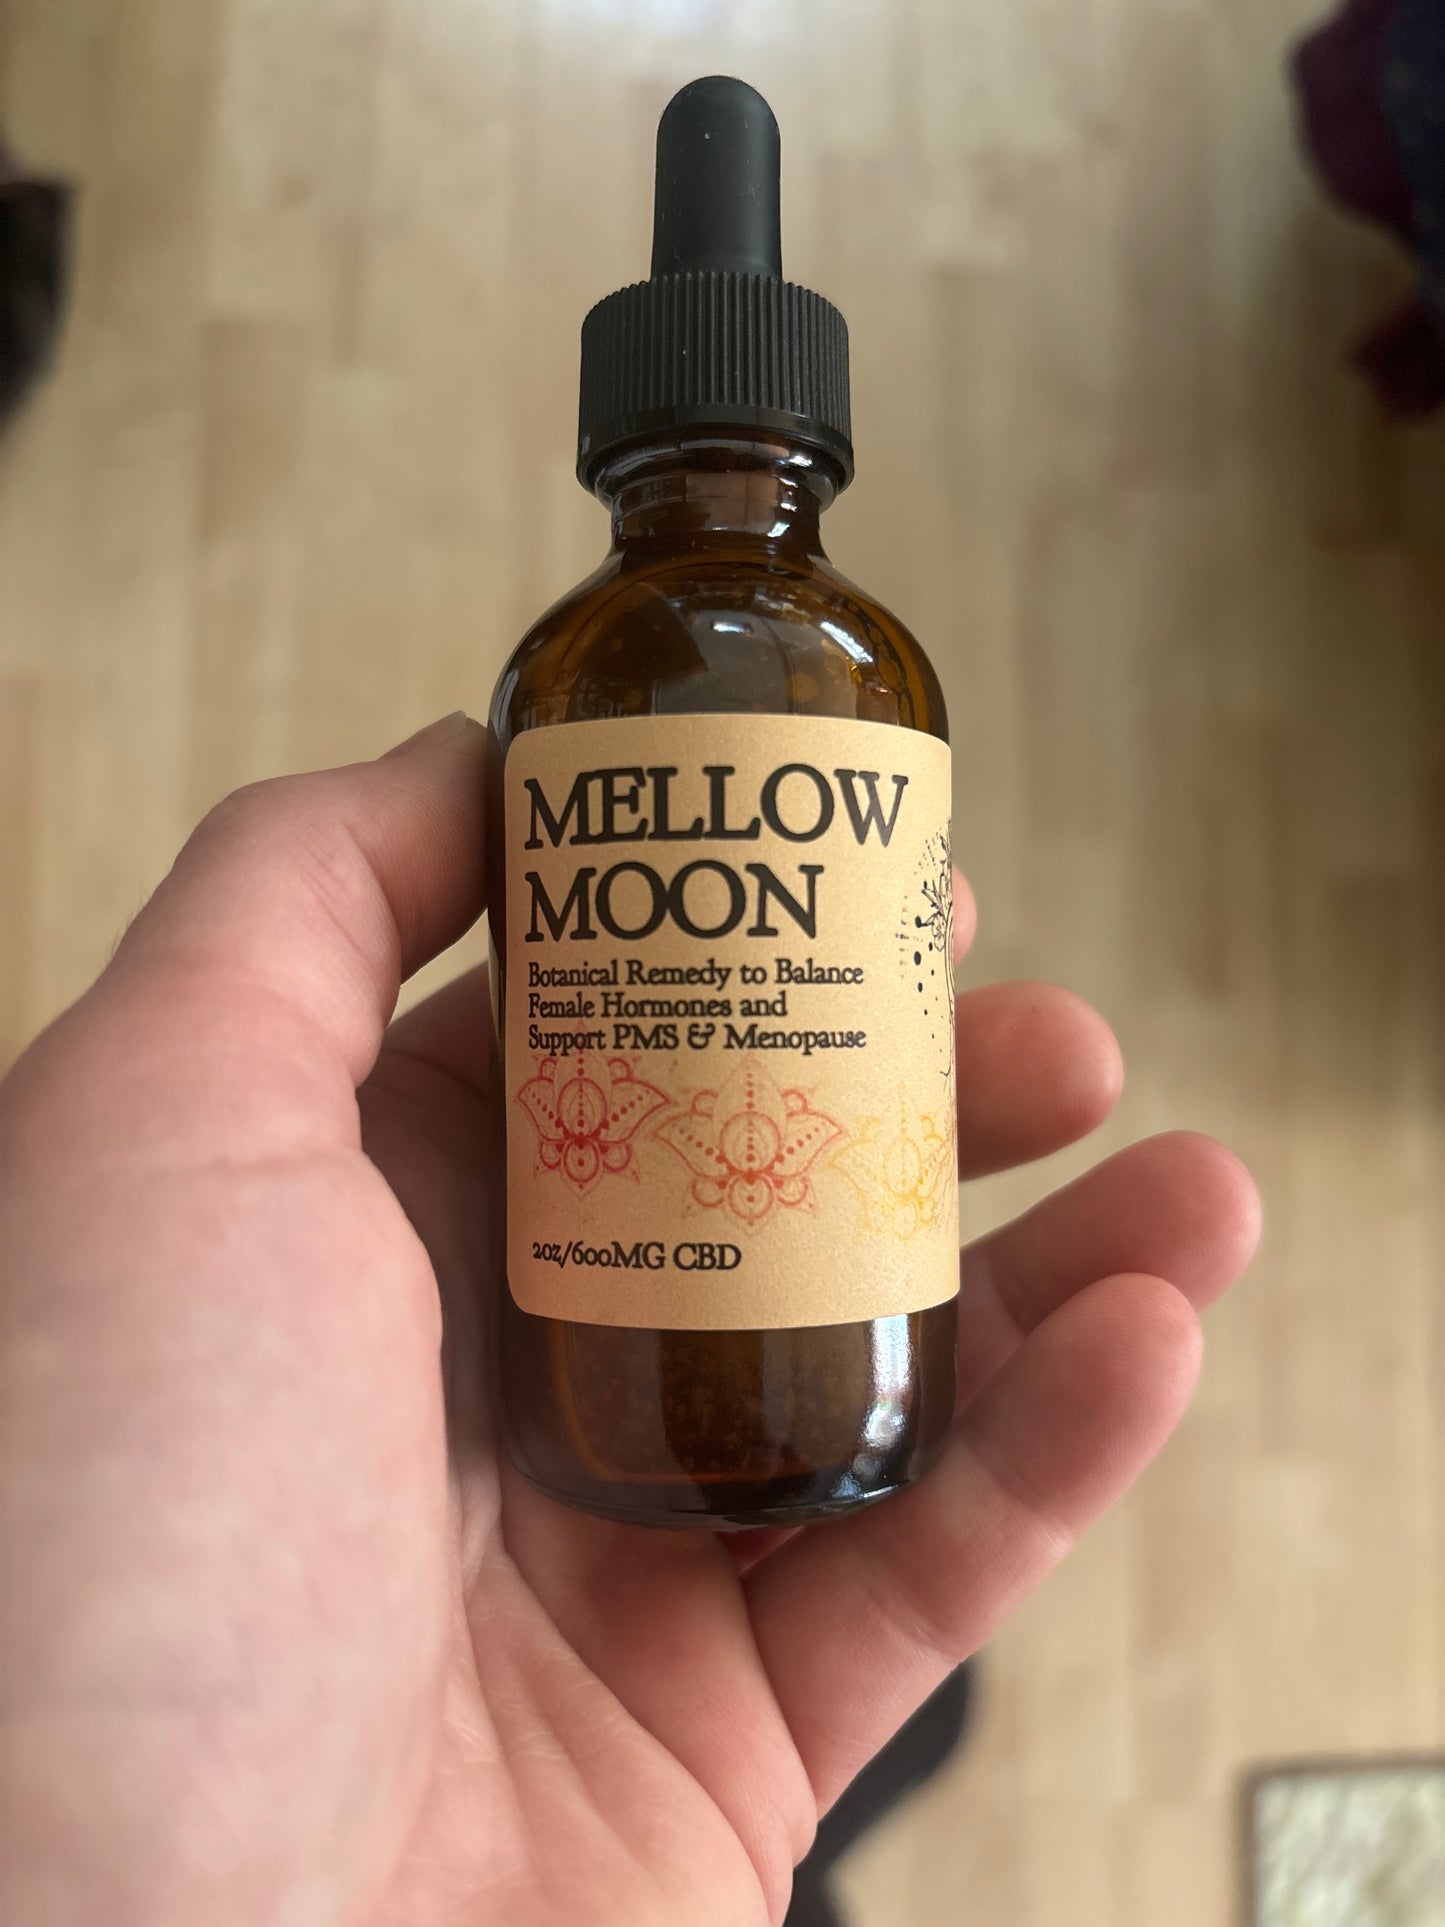 MELLOW
MOON
Botanical Remedy to Balance
Female Hormones and
Support PMS & Menopause
2oz/600MG CBD